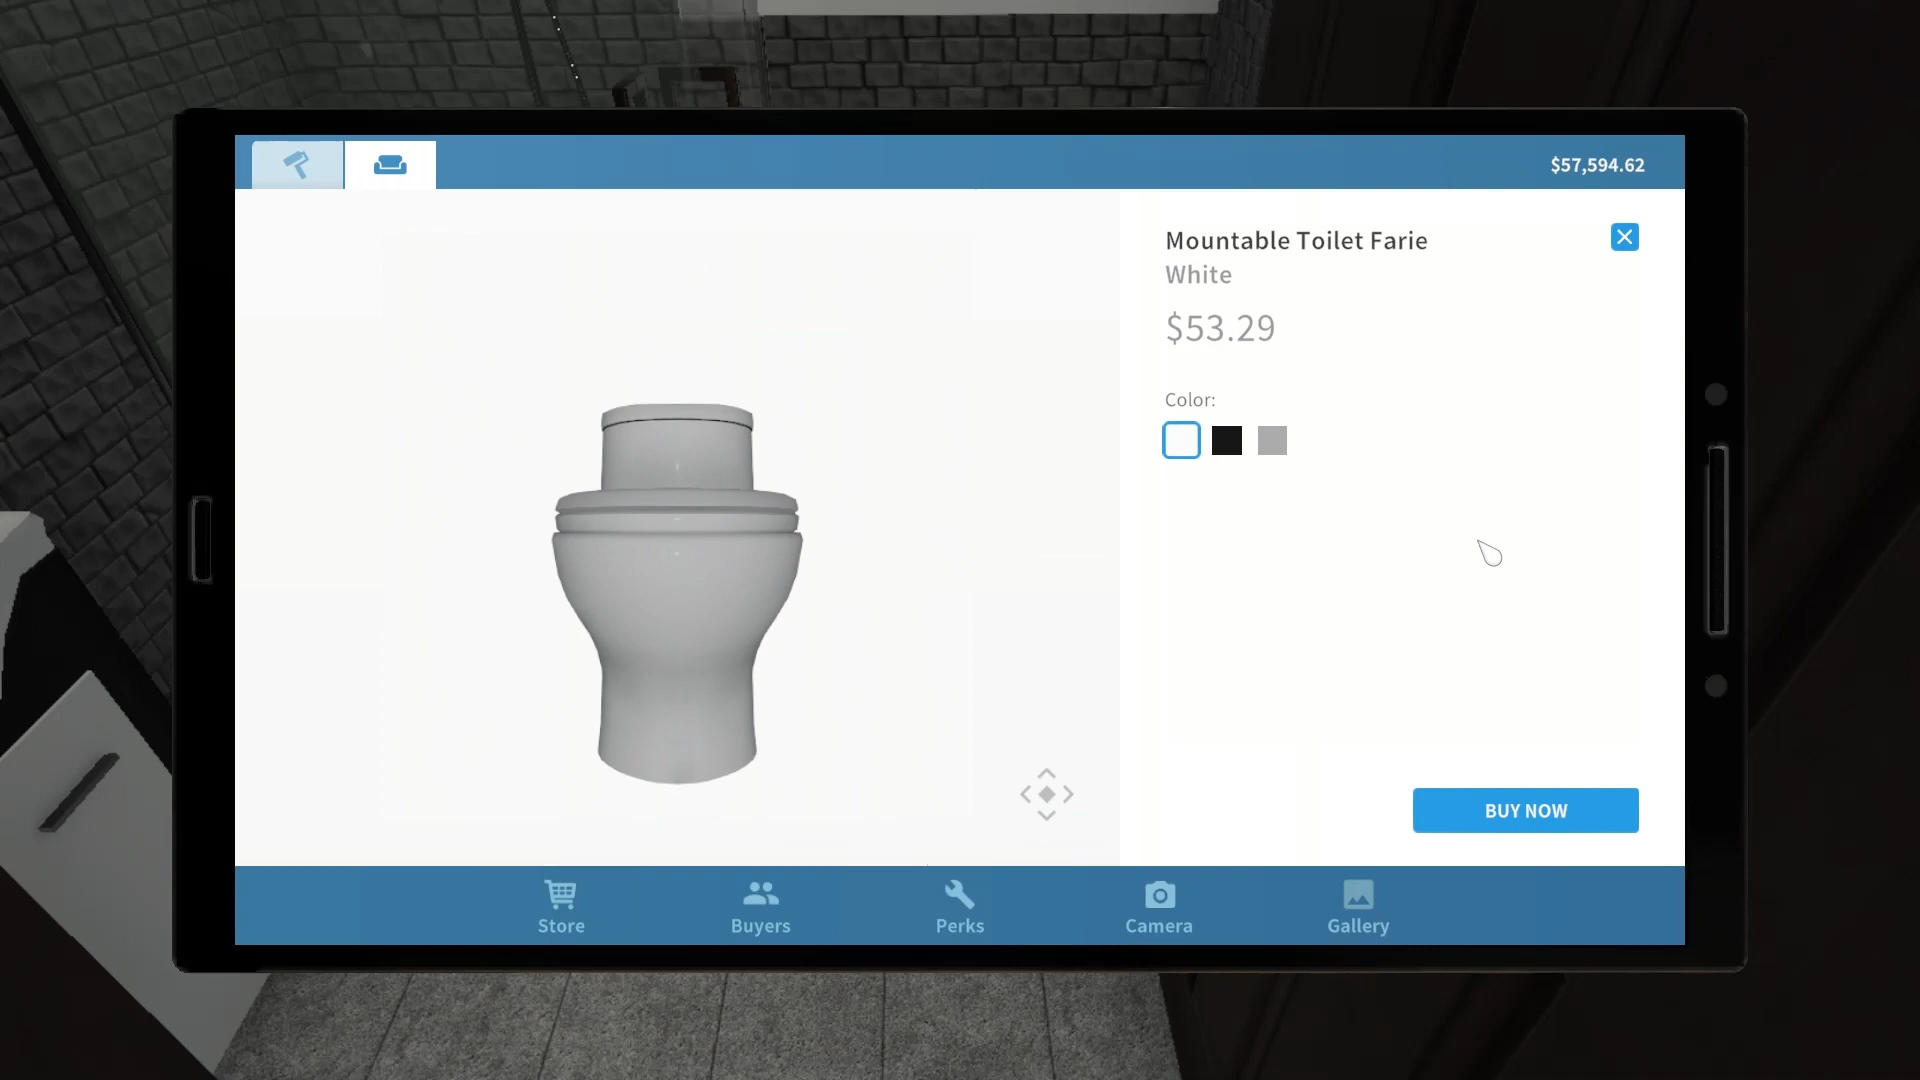 $57,594.62
Mountable Toilet Farie
White
$53.29
Color:
BUY NOW
Store
Buyers
Perks
Camera
Gallery